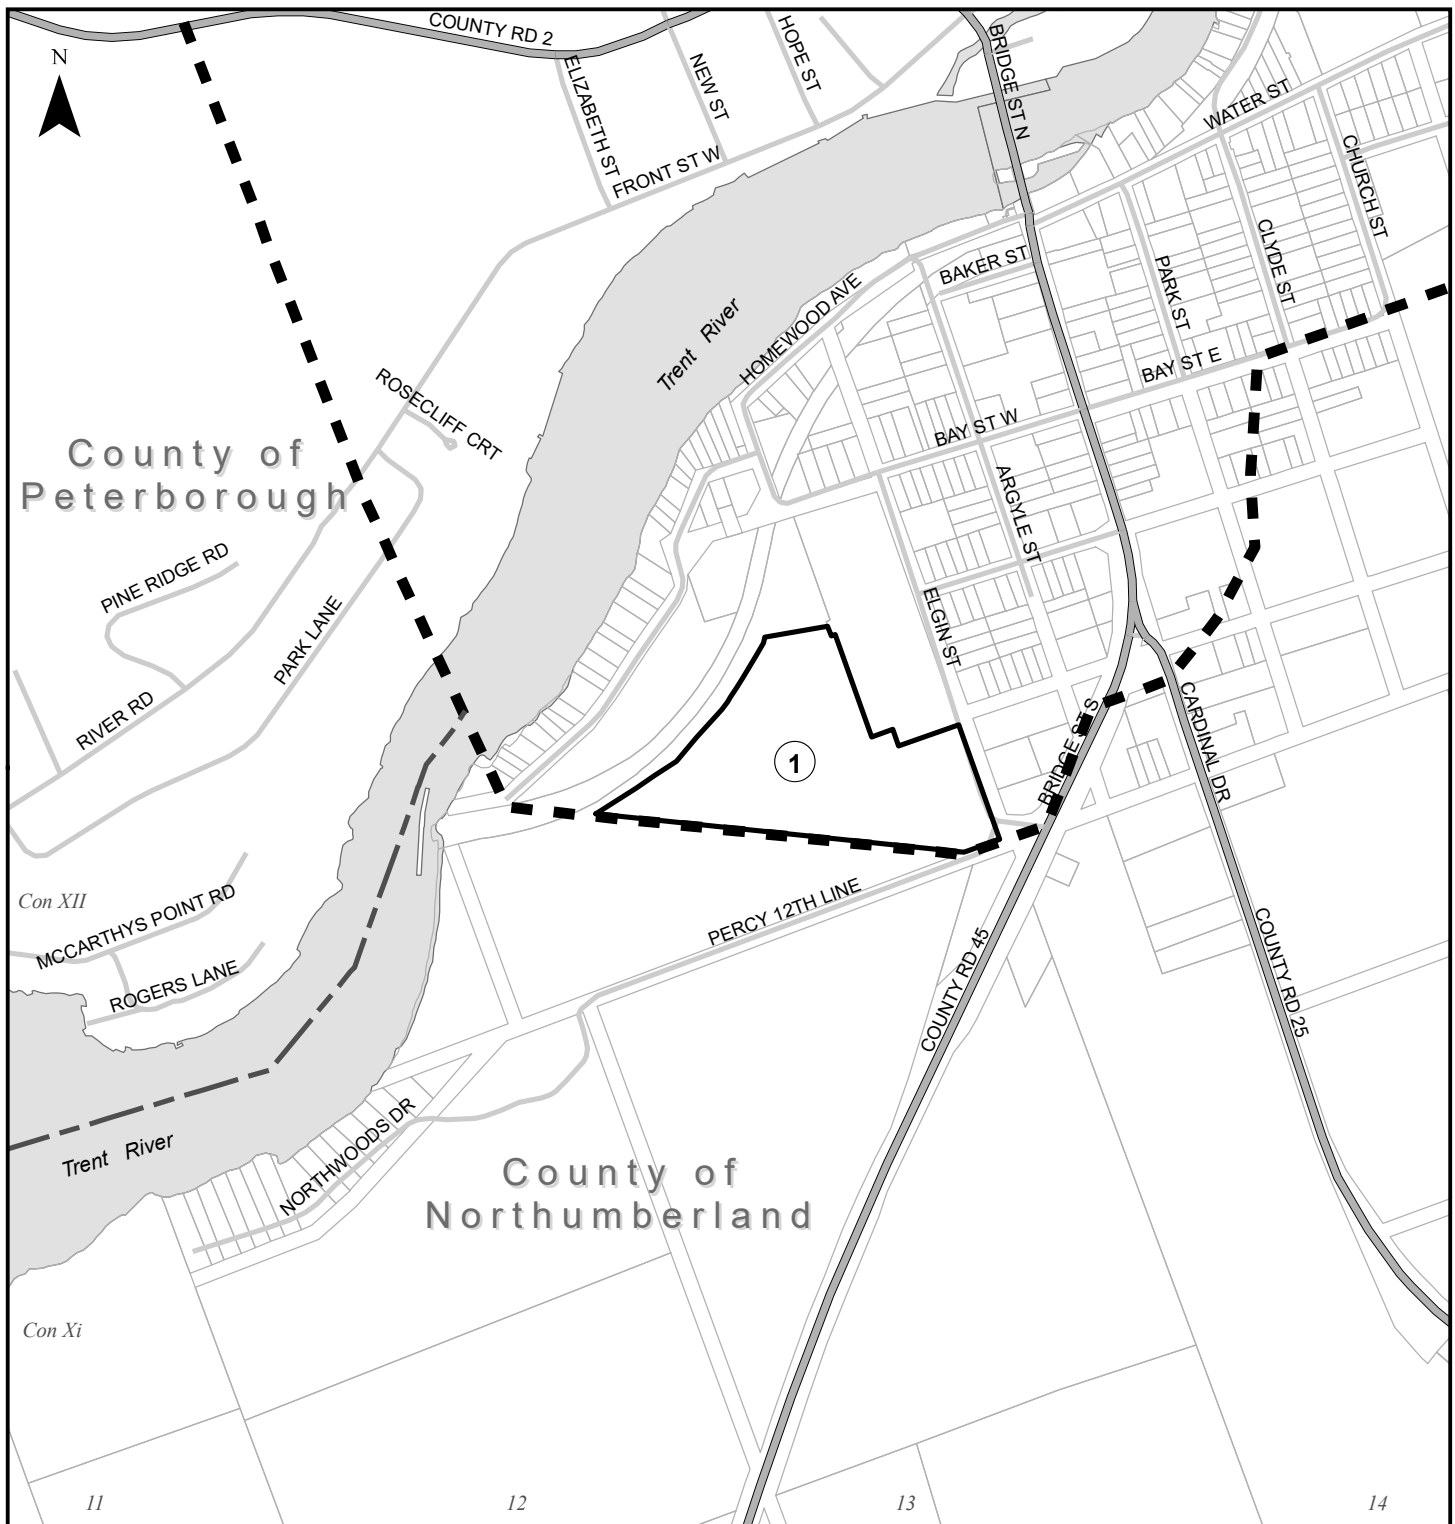 COUNTY RD 2
N
ELIZABETH ST
NEW ST
HOPE ST
BRIDGE ST N
WATER ST
FRONT ST W
CHURCH ST
CLYDE ST
PARK ST
BAKER ST
HOMEWOOD AVE
Trent River
BAY ST E
BAY ST W
ROSECLIFF CRT
County of
Peterborough
ARGYLE ST
PINE RIDGE RD
PARK LANE
ELGIN ST
RIVER RD
BRIDGE ST S
CARDINAL DR
1
Con XII
MCCARTHYS POINT RD
ROGERS LANE
PERCY 12TH LINE
COUNTY RD 45
COUNTY RD 25
Trent River
NORTHWOODS DR
County of
Northumberland
Con Xi
11
12
13
14